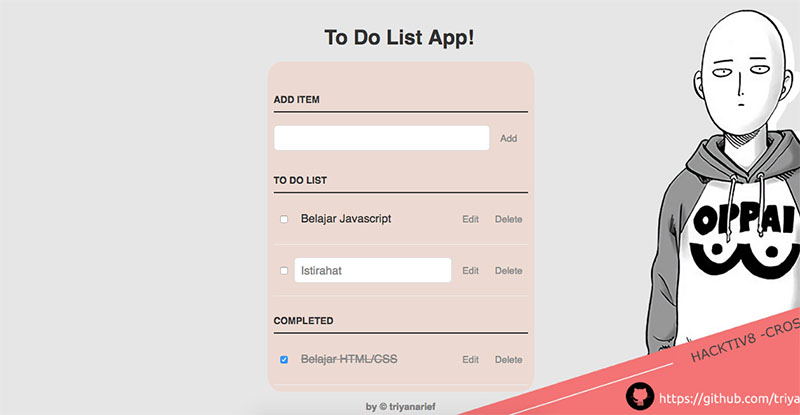 To Do List App!
ADD ITEM
Add
TO DO LIST
Belajar Javascript
Edit
Delete
Istirahat
Edit
Delete
COMPLETED
Belajar HTML/CSS
Edit
Delete
by © triyanarief
OPPAI
HACKTIV8 -CROS
https://github.com/triya